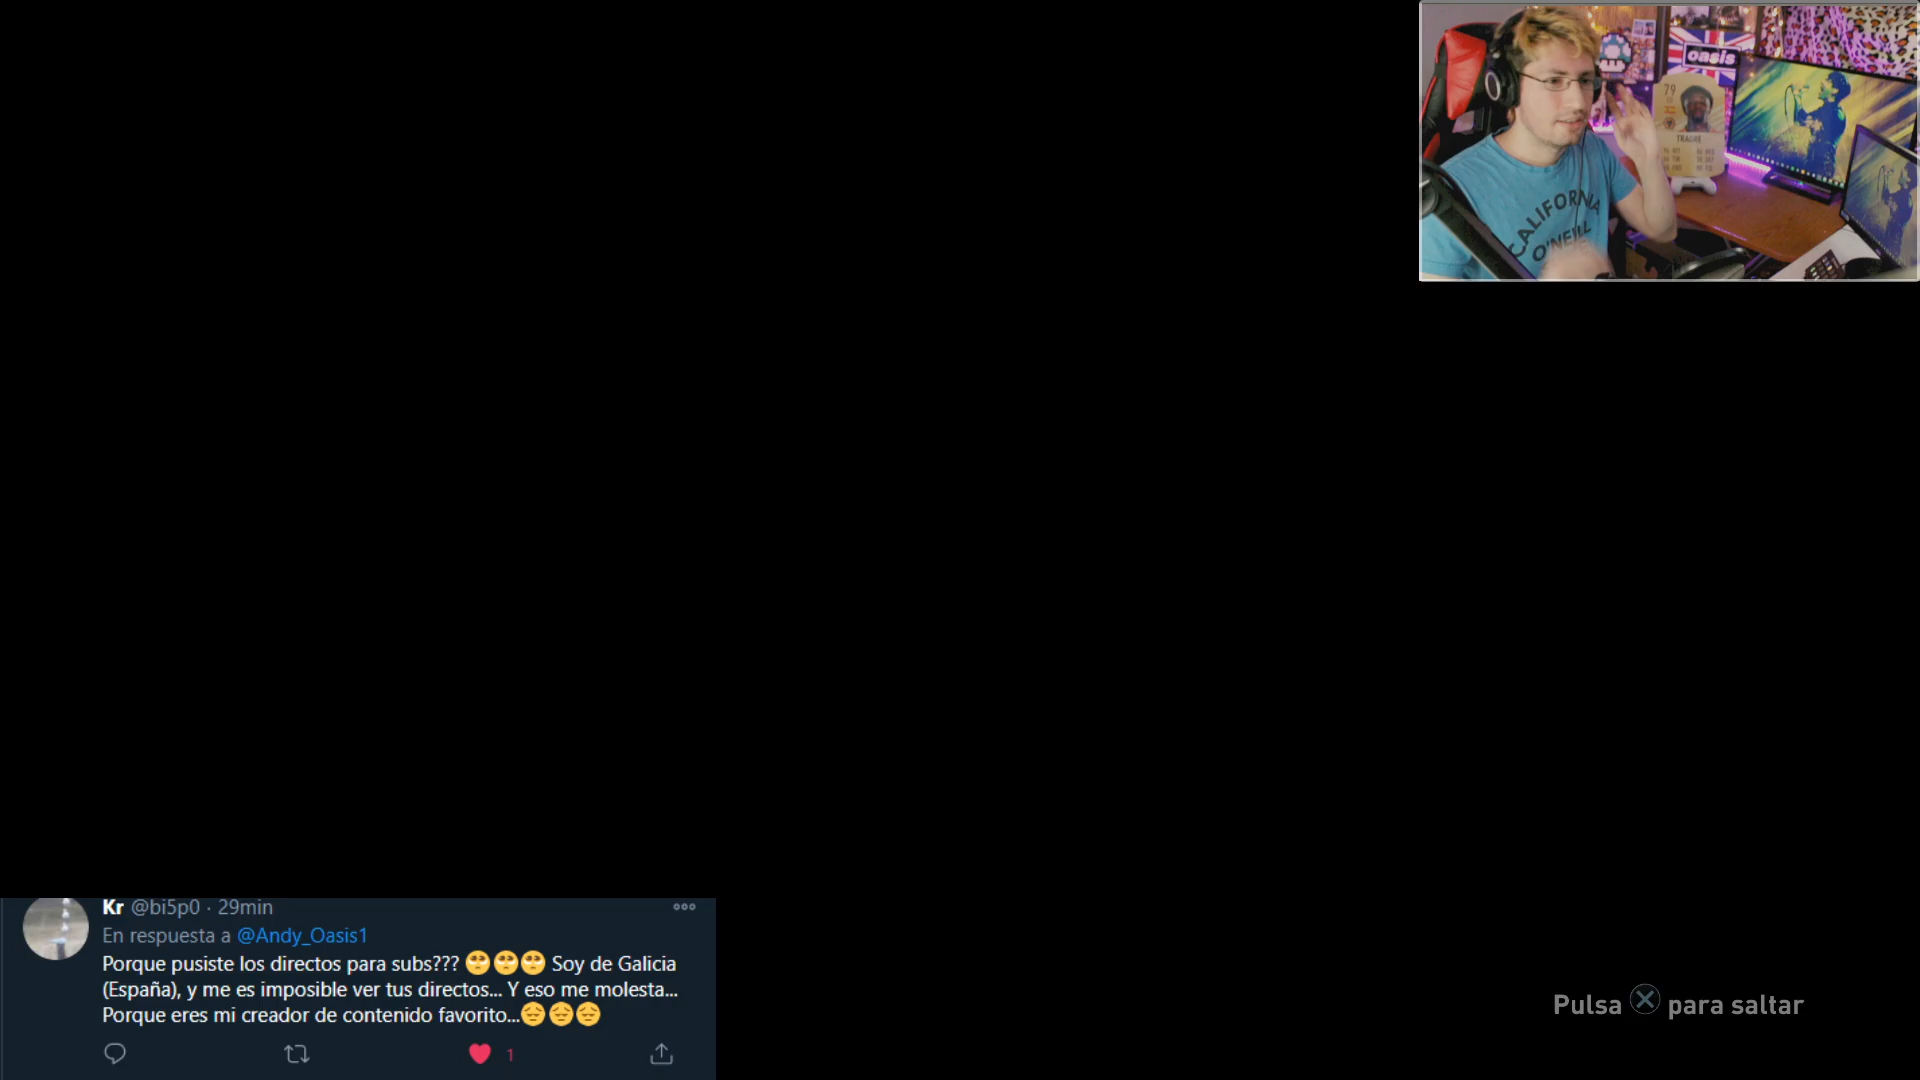 oasis
79
TRAORÉ
CALIFORNIA
O'NEILL
Kr @bi5p0 · 29min
En respuesta a @Andy_Oasis1
Porque pusiste los directos para subs??? 🥺🥺🥺 Soy de Galicia
(España), y me es imposible ver tus directos... Y eso me molesta...
Porque eres mi creador de contenido favorito...😔😔😔
1
Pulsa ⓧ para saltar